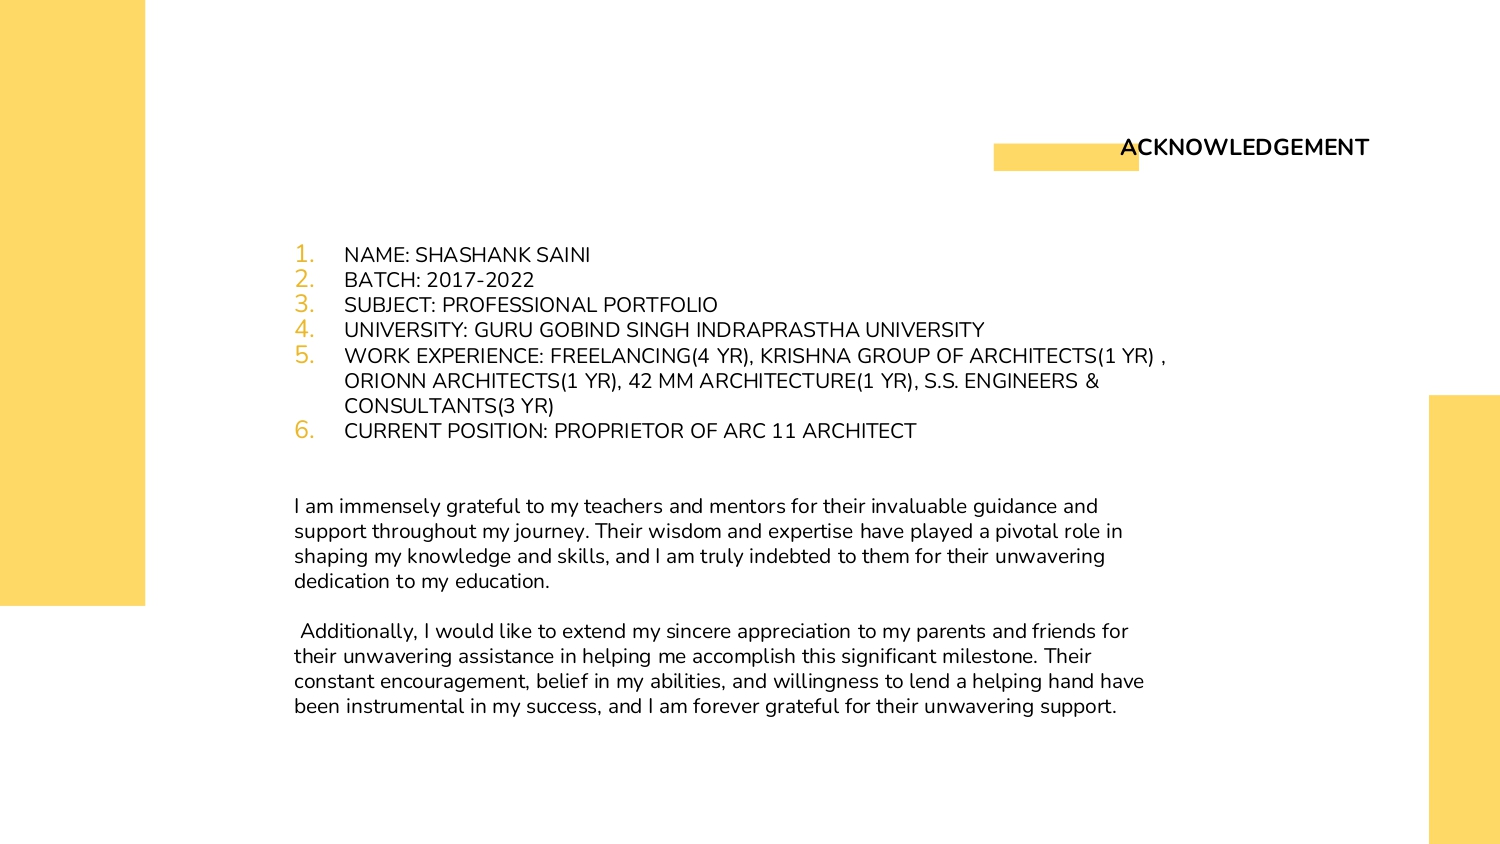 ACKNOWLEDGEMENT
1. NAME: SHASHANK SAINI
2. BATCH: 2017-2022
3. SUBJECT: PROFESSIONAL PORTFOLIO
4. UNIVERSITY: GURU GOBIND SINGH INDRAPRASTHA UNIVERSITY
5. WORK EXPERIENCE: FREELANCING(4 YR), KRISHNA GROUP OF ARCHITECTS(1 YR) ,
ORIONN ARCHITECTS(1 YR), 42 MM ARCHITECTURE(1 YR), S.S. ENGINEERS &
CONSULTANTS(3 YR)
6. CURRENT POSITION: PROPRIETOR OF ARC 11 ARCHITECT
I am immensely grateful to my teachers and mentors for their invaluable guidance and
support throughout my journey. Their wisdom and expertise have played a pivotal role in
shaping my knowledge and skills, and I am truly indebted to them for their unwavering
dedication to my education.
Additionally, I would like to extend my sincere appreciation to my parents and friends for
their unwavering assistance in helping me accomplish this significant milestone. Their
constant encouragement, belief in my abilities, and willingness to lend a helping hand have
been instrumental in my success, and I am forever grateful for their unwavering support.